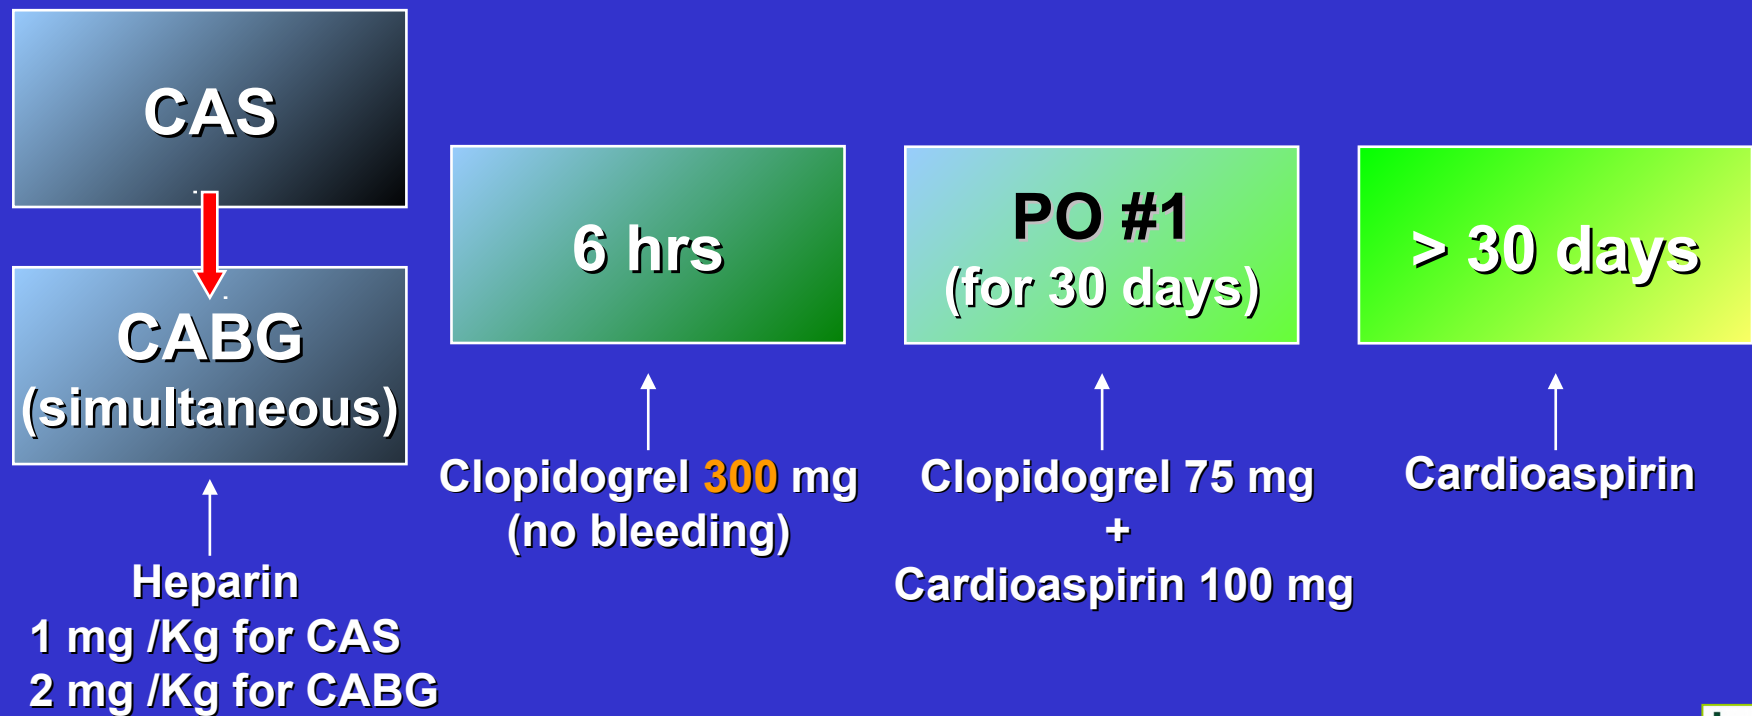 CAS
CABG
(simultaneous)
Heparin
1 mg /Kg for CAS
2 mg /Kg for CABG
6 hrs
Clopidogrel 300 mg
(no bleeding)
PO #1
(for 30 days)
Clopidogrel 75 mg
+
Cardioaspirin 100 mg
> 30 days
Cardioaspirin